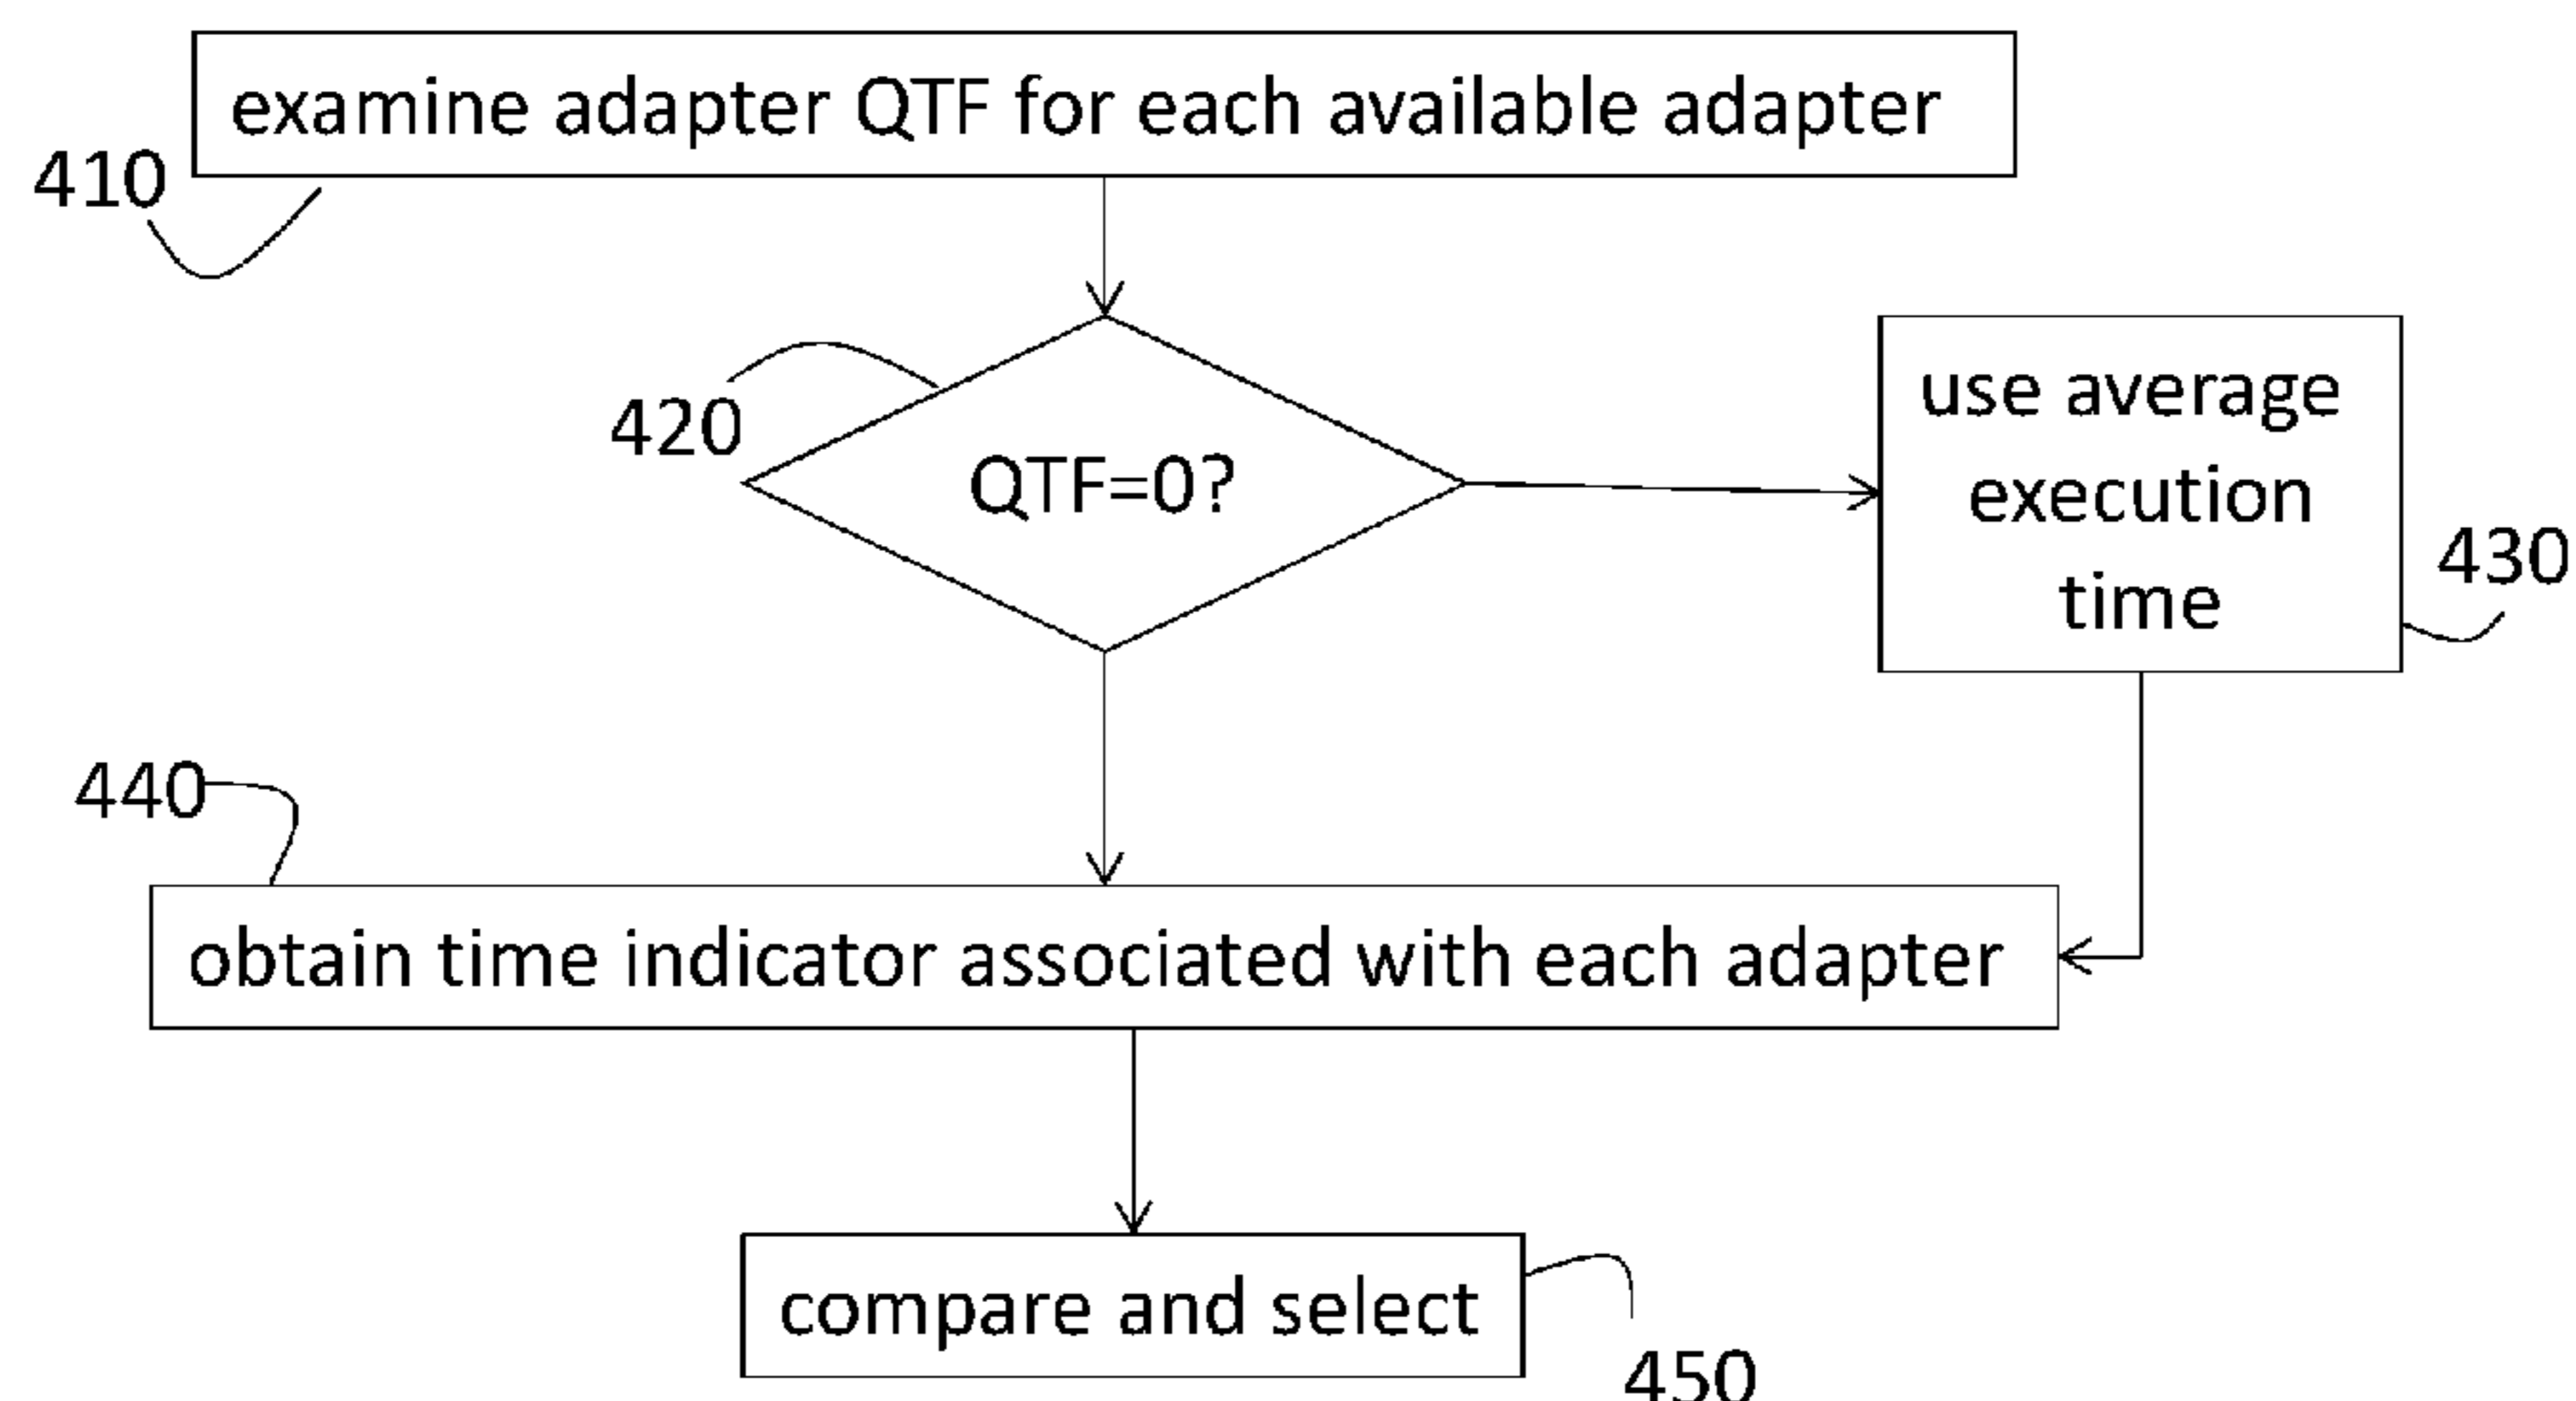 examine adapter QTF for each available adapter
410
420
QTF=0?
use average
execution
time
430
440
obtain time indicator associated with each adapter
compare and select
450